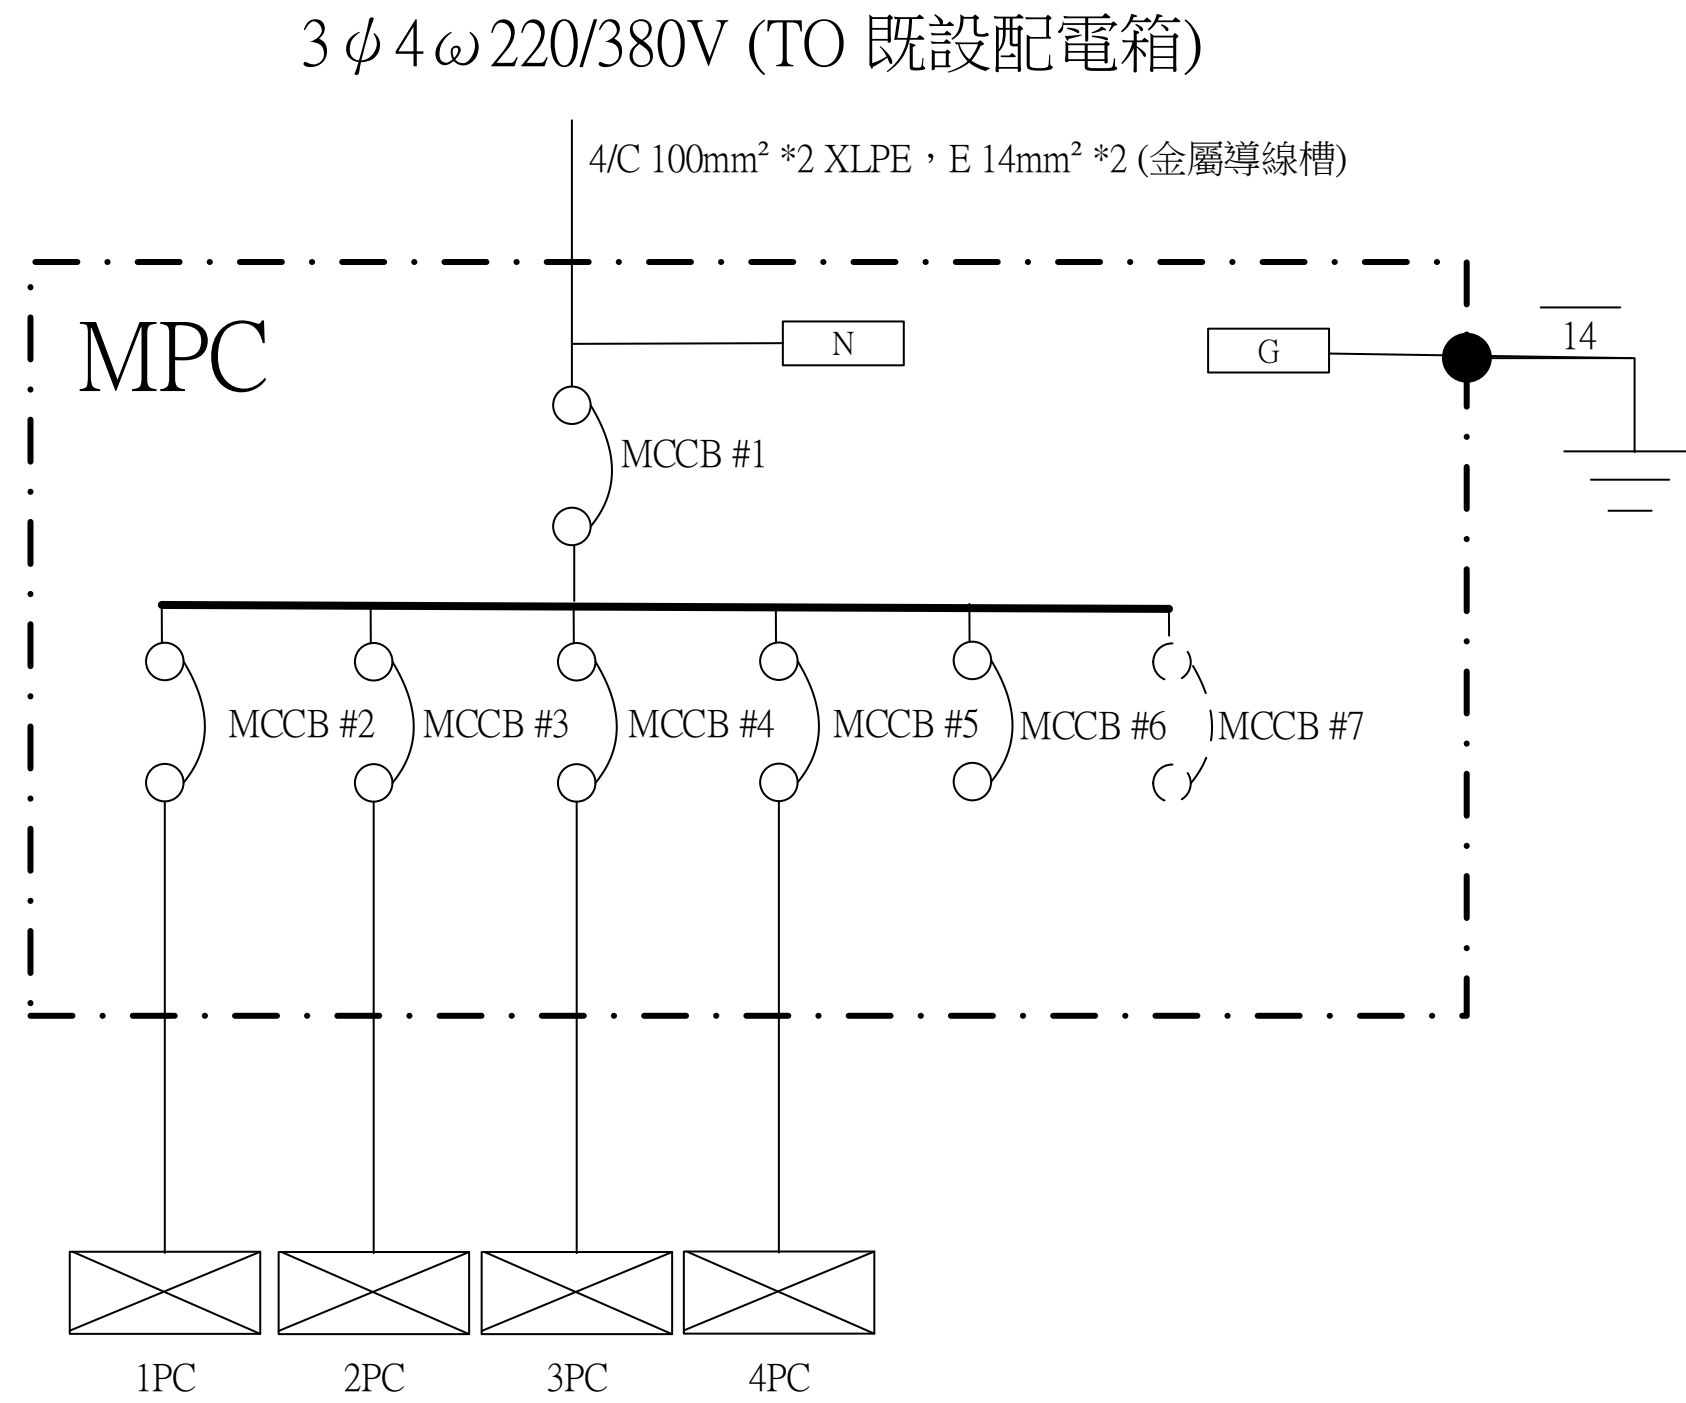 3ψ4ω220/380V (TO 既設配電箱)
4/C 100mm² *2 XLPE，E 14mm² *2 (金屬導線槽)
MPC
N
G
14
MCCB #1
MCCB #2
MCCB #3
MCCB #4
MCCB #5
MCCB #6
MCCB #7
1PC
2PC
3PC
4PC